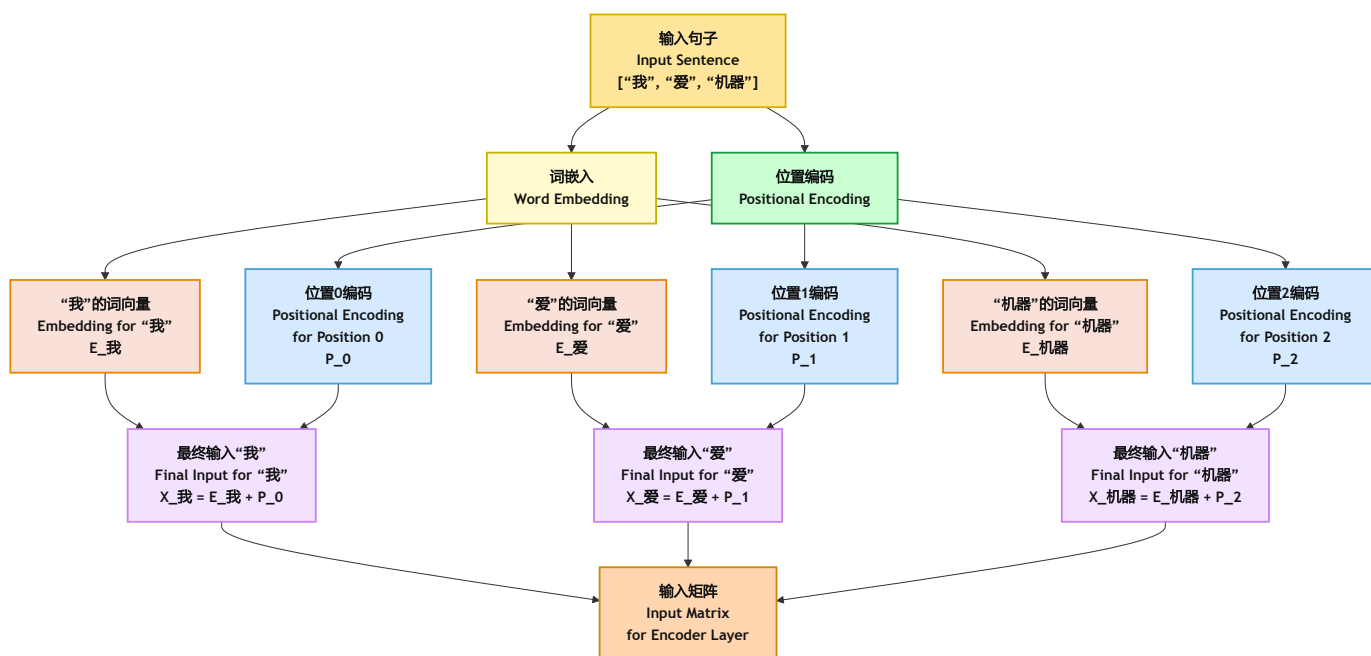 输入句子
Input Sentence
[“我”, “爱”, “机器”]
词嵌入
Word Embedding
位置编码
Positional Encoding
“我”的词向量
Embedding for “我”
E_我
位置0编码
Positional Encoding
for Position 0
P_0
“爱”的词向量
Embedding for “爱”
E_爱
位置1编码
Positional Encoding
for Position 1
P_1
“机器”的词向量
Embedding for “机器”
E_机器
位置2编码
Positional Encoding
for Position 2
P_2
最终输入“我”
Final Input for “我”
X_我 = E_我 + P_0
最终输入“爱”
Final Input for “爱”
X_爱 = E_爱 + P_1
最终输入“机器”
Final Input for “机器”
X_机器 = E_机器 + P_2
输入矩阵
Input Matrix
for Encoder Layer